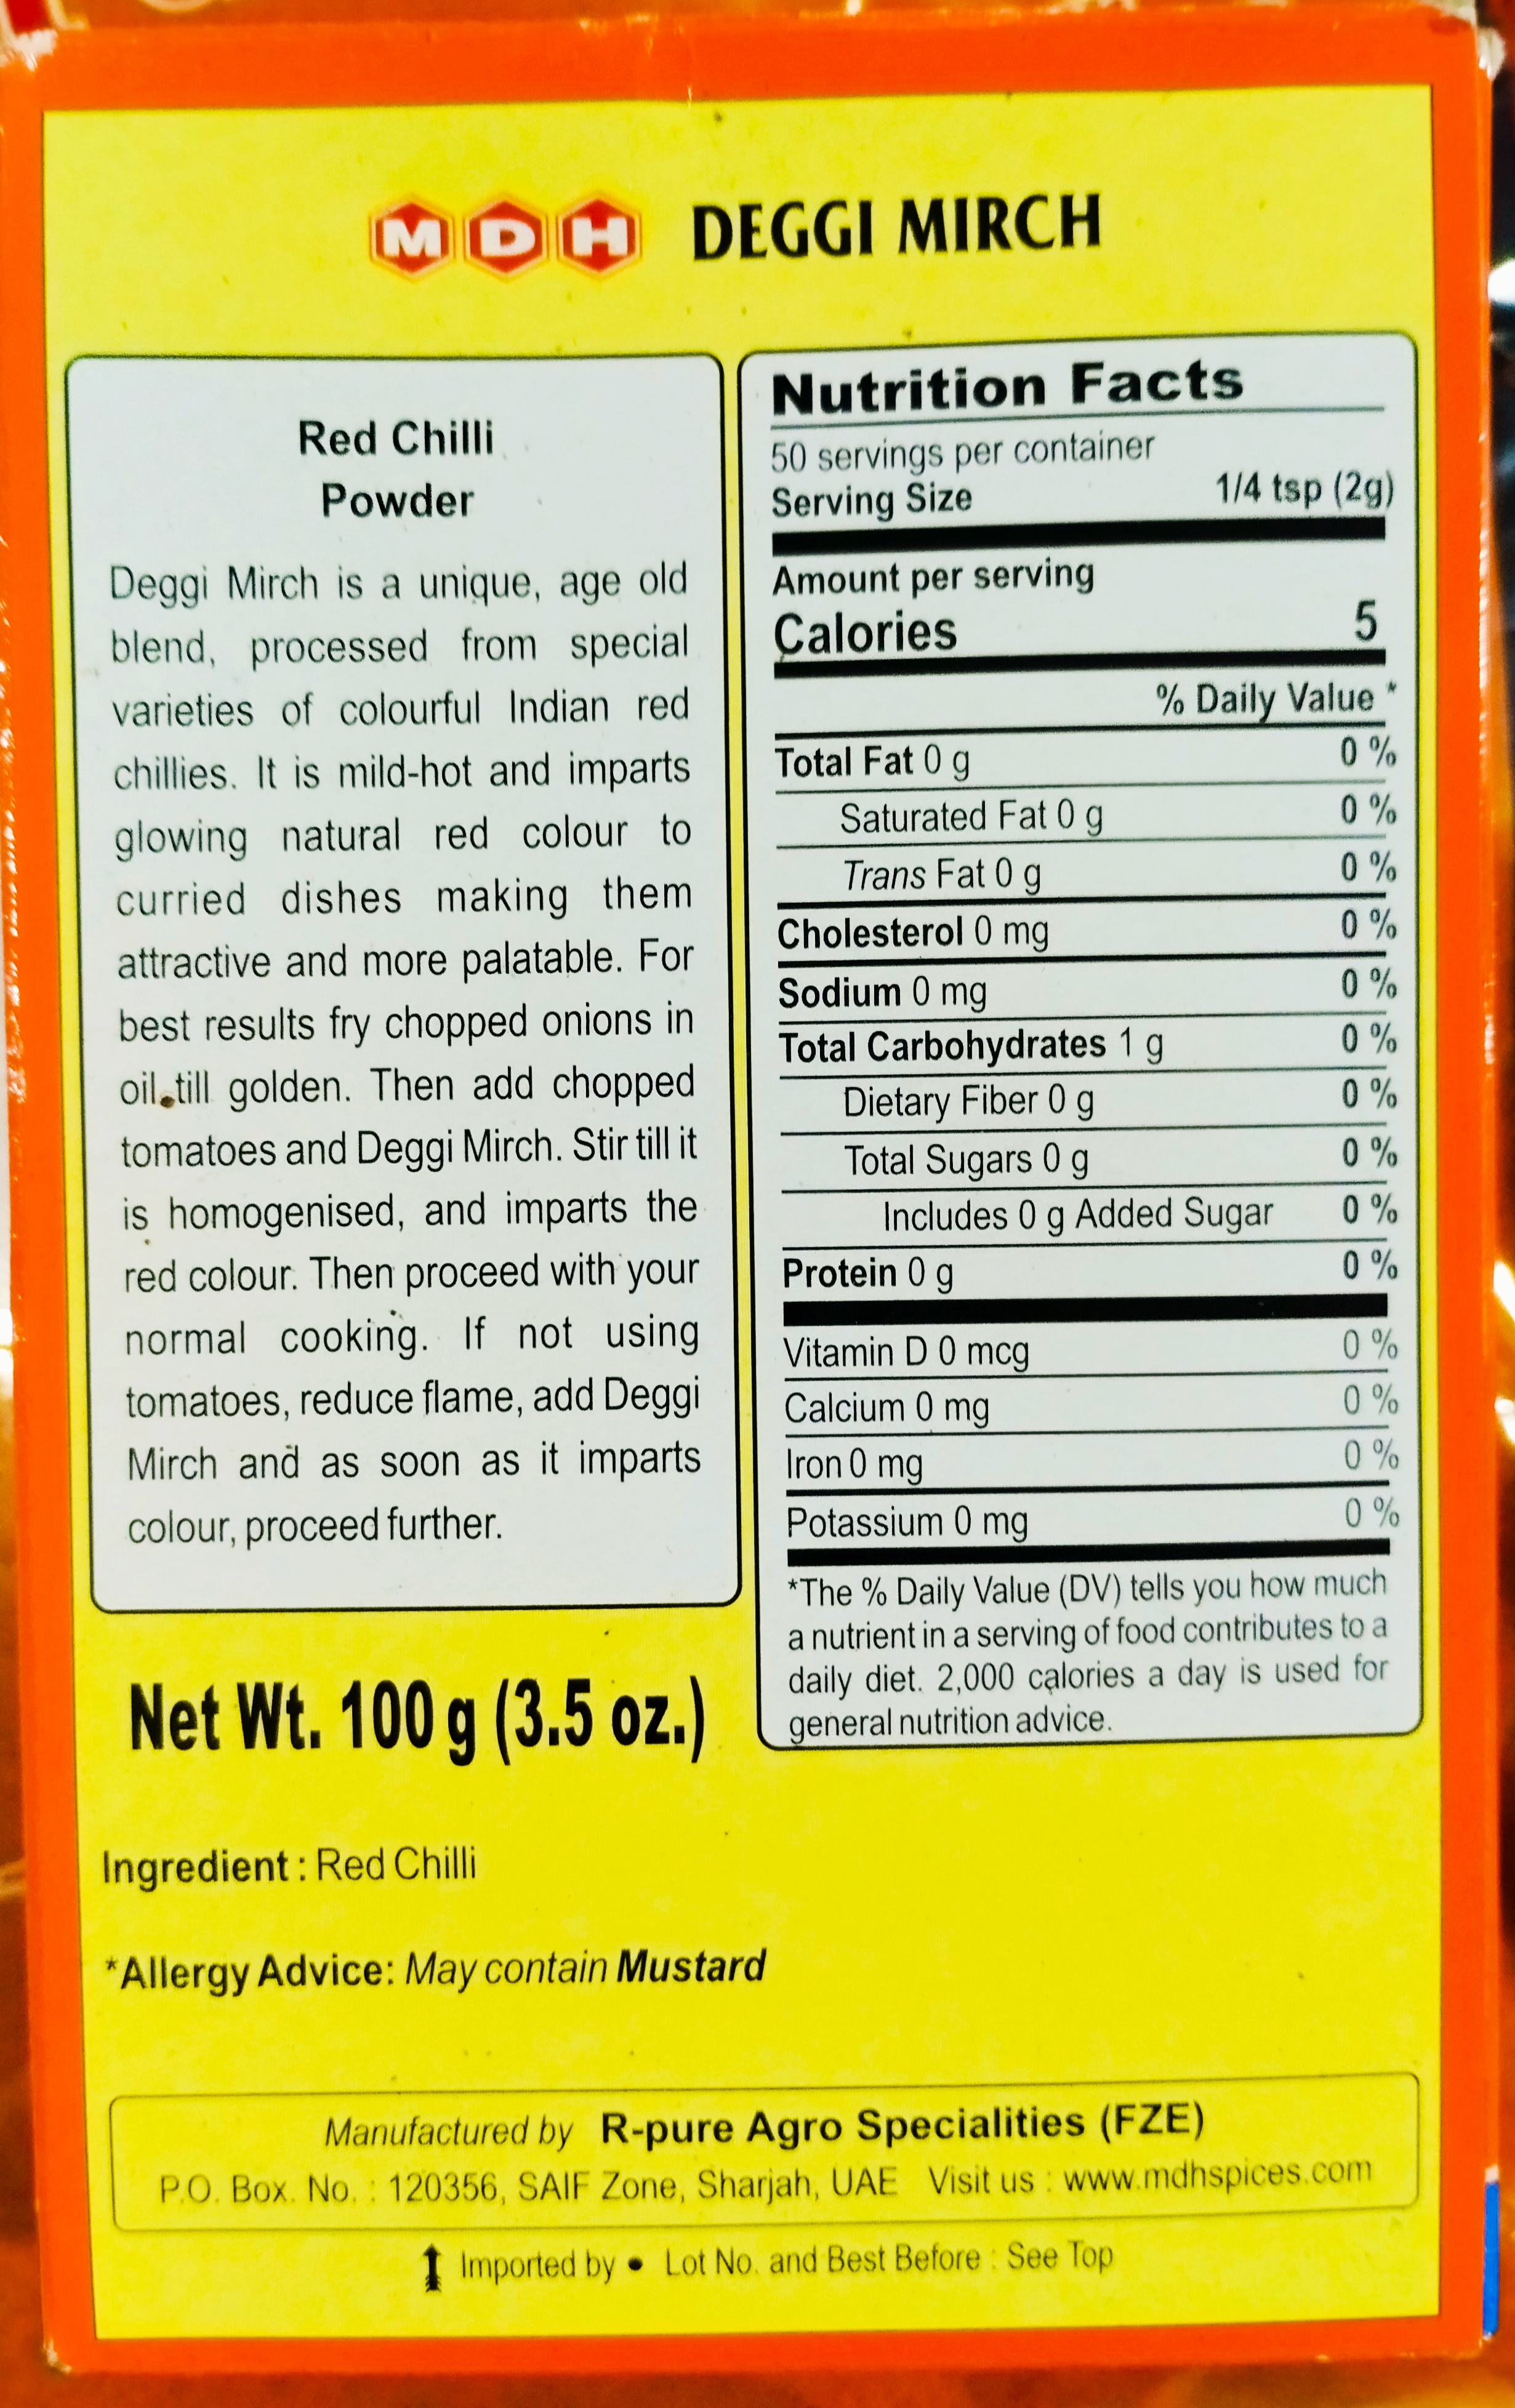 MDH DEGGI MIRCH
Red Chilli
Powder
Deggi Mirch is a unique, age old
blend, processed from special
varieties of colourful Indian red
chillies. It is mild-hot and imparts
glowing natural red colour to
curried dishes making them
attractive and more palatable. For
best results fry chopped onions in
oil till golden. Then add chopped
tomatoes and Deggi Mirch. Stir till it
is homogenised, and imparts the
red colour. Then proceed with your
normal cooking. If not using
tomatoes, reduce flame, add Deggi
Mirch and as soon as it imparts
colour, proceed further.
Net Wt. 100 g (3.5 oz.)
Nutrition Facts
50 servings per container
Serving Size 1/4 tsp (2g)
Amount per serving
Calories 5
% Daily Value *
Total Fat 0 g 0 %
Saturated Fat 0 g 0 %
Trans Fat 0 g 0 %
Cholesterol 0 mg 0 %
Sodium 0 mg 0 %
Total Carbohydrates 1 g 0 %
Dietary Fiber 0 g 0 %
Total Sugars 0 g 0 %
Includes 0 g Added Sugar 0 %
Protein 0 g 0 %
Vitamin D 0 mcg 0 %
Calcium 0 mg 0 %
Iron 0 mg 0 %
Potassium 0 mg 0 %
*The % Daily Value (DV) tells you how much
a nutrient in a serving of food contributes to a
daily diet. 2,000 calories a day is used for
general nutrition advice.
Ingredient : Red Chilli
*Allergy Advice: May contain Mustard
Manufactured by R-pure Agro Specialities (FZE)
P.O. Box. No. : 120356, SAIF Zone, Sharjah, UAE Visit us : www.mdhspices.com
Imported by • Lot No. and Best Before : See Top